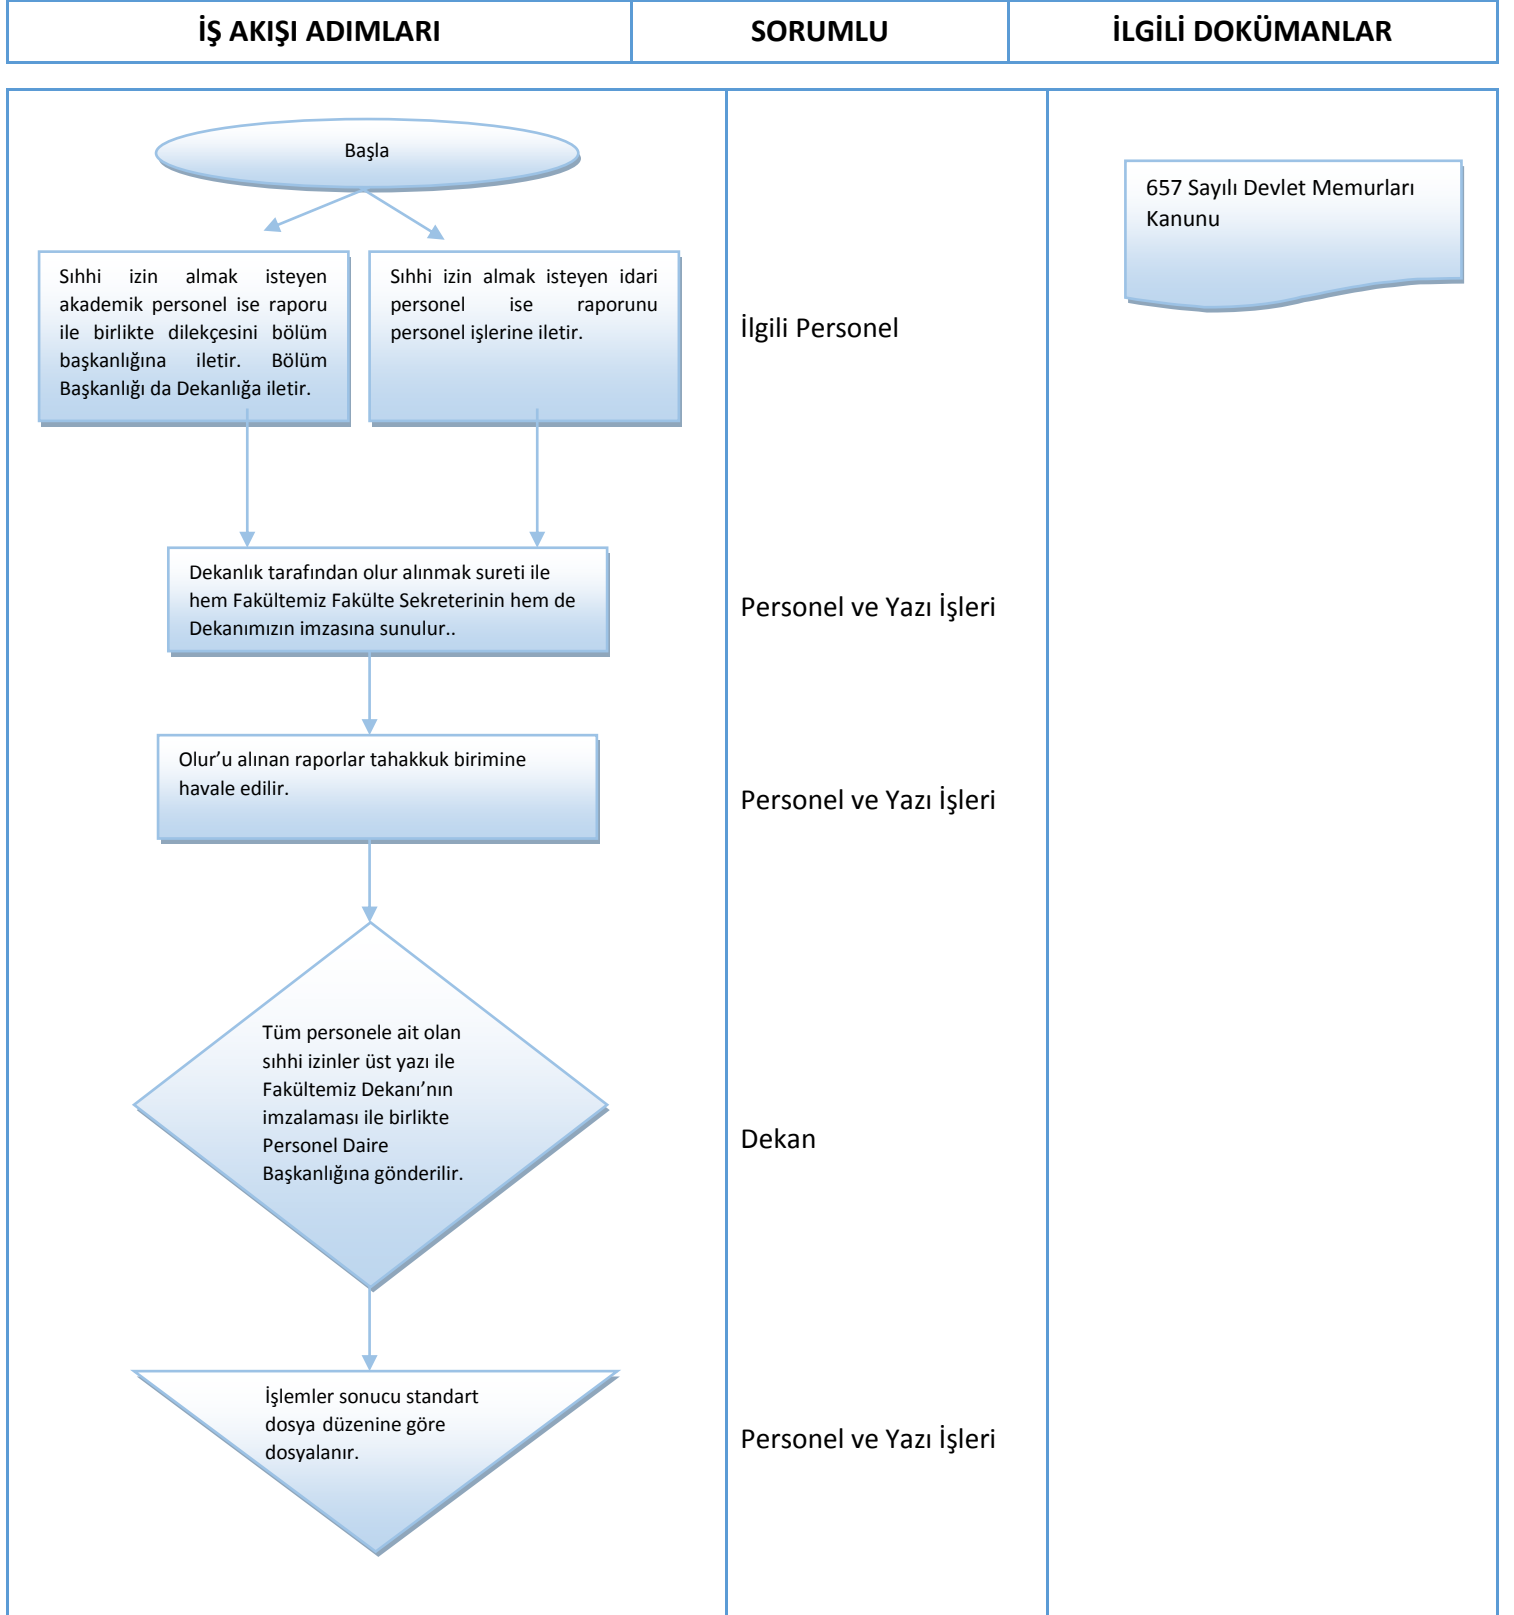 İŞ AKIŞI ADIMLARI
SORUMLU
İLGİLİ DOKÜMANLAR
Başla
657 Sayılı Devlet Memurları
Kanunu
Sıhhi izin almak isteyen
akademik personel ise raporu
ile birlikte dilekçesini bölüm
başkanlığına iletir. Bölüm
Başkanlığı da Dekanlığa iletir.
Sıhhi izin almak isteyen idari
personel ise raporunu
personel işlerine iletir.
İlgili Personel
Dekanlık tarafından olur alınmak sureti ile
hem Fakültemiz Fakülte Sekreterinin hem de
Dekanımızın imzasına sunulur..
Personel ve Yazı İşleri
Olur’u alınan raporlar tahakkuk birimine
havale edilir.
Personel ve Yazı İşleri
Tüm personele ait olan
sıhhi izinler üst yazı ile
Fakültemiz Dekanı’nın
imzalaması ile birlikte
Personel Daire
Başkanlığına gönderilir.
Dekan
İşlemler sonucu standart
dosya düzenine göre
dosyalanır.
Personel ve Yazı İşleri